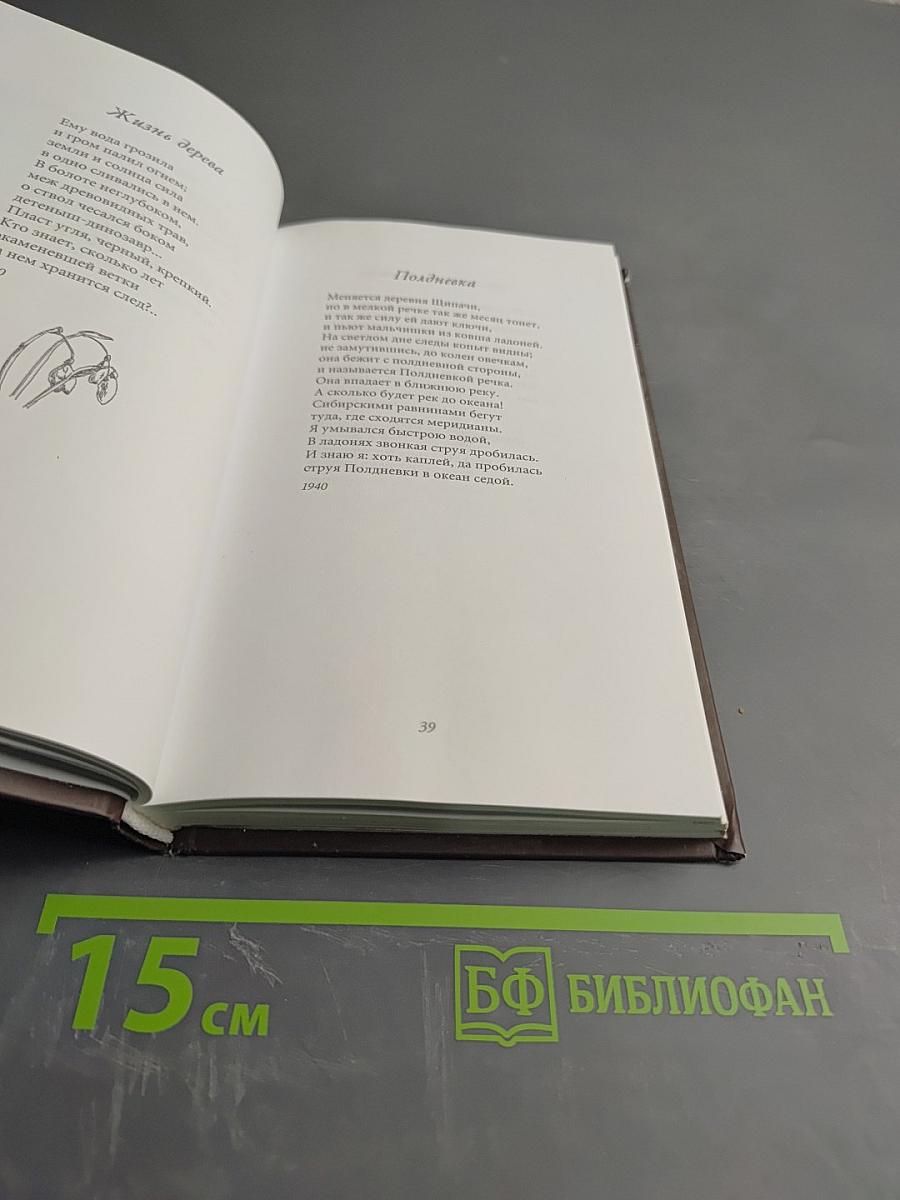 Жизнь дерева
Ему вода грозила
и гром палил огнем;
земли и солнца сила
в одно сливались в нем.
В болоте неглубоком,
меж древовидных трав,
о ствол чесался боком
детеныш-динозавр...
Пласт угля, черный, крепкий.
Кто знает, сколько лет
окаменевшей ветки
нем хранится след?..
0
Полдневка
Меняется деревня Щипачи,
но в мелкой речке так же месяц тонет,
и так же силу ей дают ключи,
и пьют мальчишки из ковша ладоней.
На светлом дне следы копыт видны;
не замутившись, до колен овечкам,
она бежит с полдневной стороны,
и называется Полдневкой речка.
Она впадает в ближнюю реку.
А сколько будет рек до океана!
Сибирскими равнинами бегут
туда, где сходятся меридианы.
Я умывался быстрою водой,
В ладонях звонкая струя дробилась.
И знаю я: хоть каплей, да пробилась
струя Полдневки в океан седой.
1940
39
15 см
БФ БИБЛИОФАН